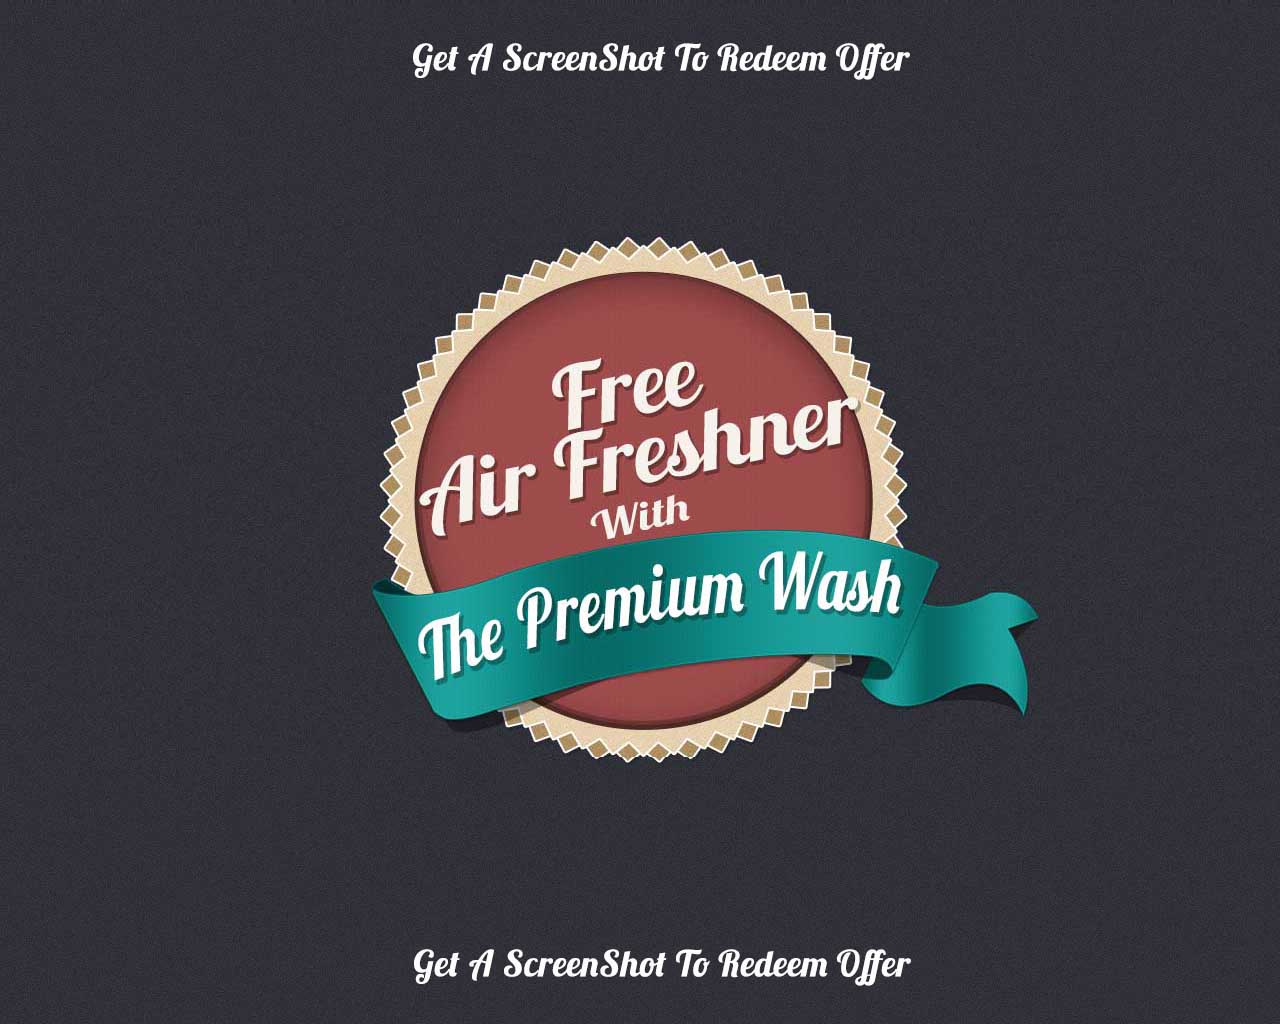 Get A ScreenShot To Redeem Offer
Free
Air Freshner
With
The Premium Wash
Get A ScreenShot To Redeem Offer